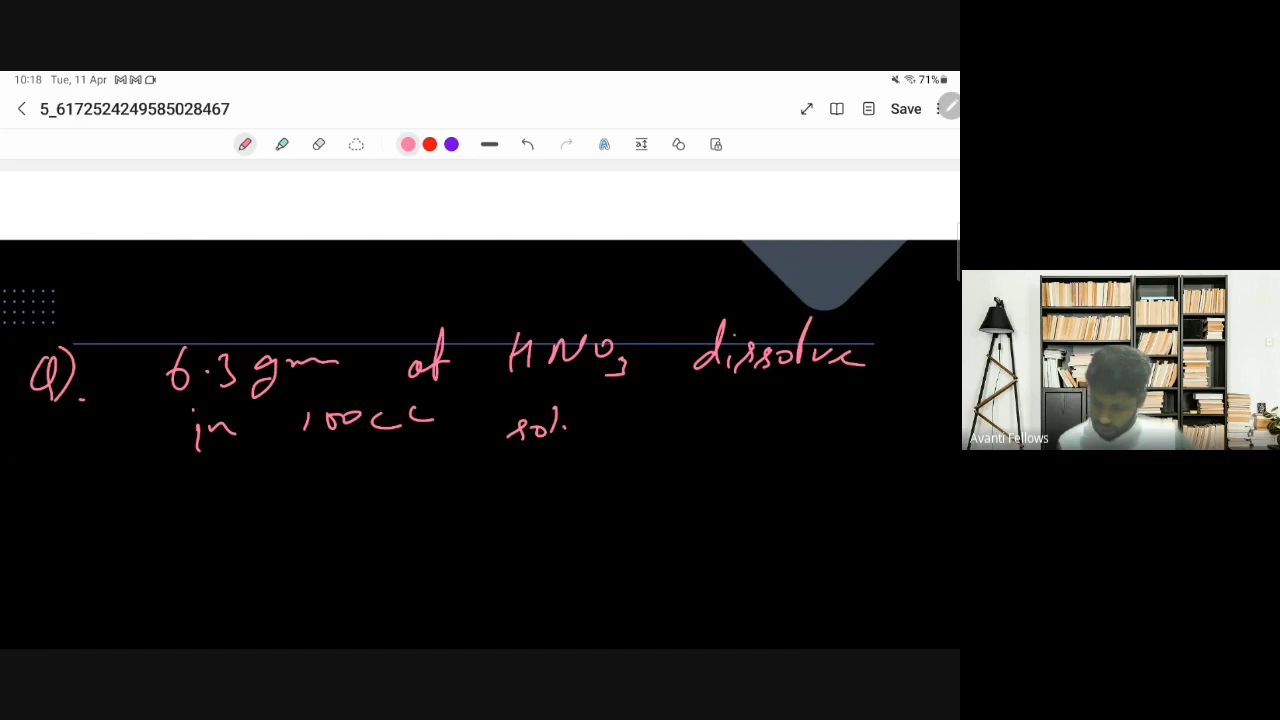 10:18 Tue, 11 Apr 71%
5_6172524249585028467 Save
Q). 6.3 gm of HNO3 dissolve
in 100cc sol.
Avanti Fellows